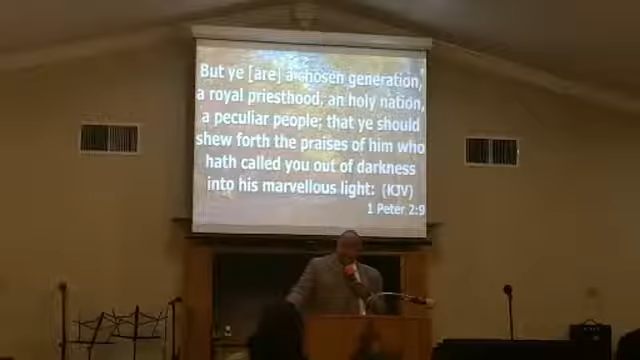 But ye [are] a chosen generation,
a royal priesthood, an holy nation,
a peculiar people; that ye should
shew forth the praises of him who
hath called you out of darkness
into his marvellous light: (KJV)
1 Peter 2:9